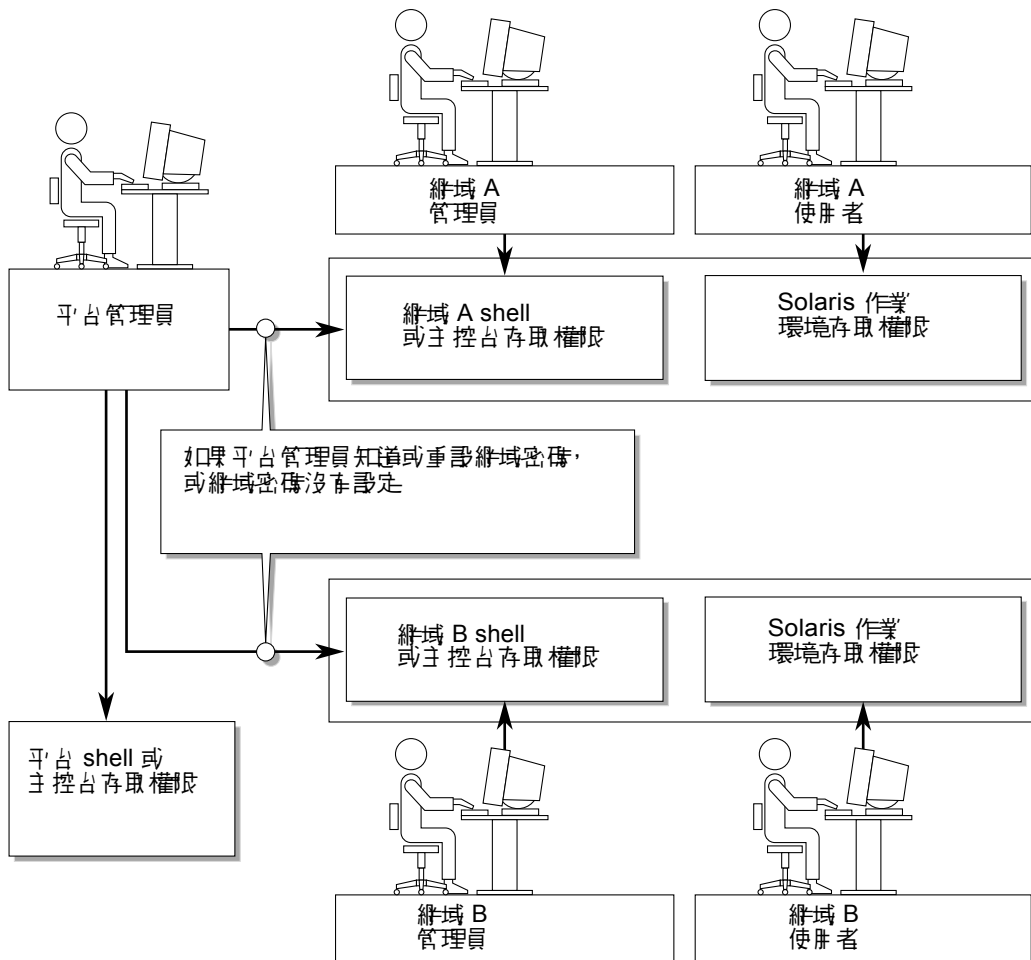 網域 A
管理員
網域 A
使用者
平台管理員
網域 A shell
或主控台存取權限
Solaris 作業
環境存取權限
如果平台管理員知道或重設網域密碼,
或網域密碼沒有設定
網域 B shell
或主控台存取權限
Solaris 作業
環境存取權限
平台 shell 或
主控台存取權限
網域 B
管理員
網域 B
使用者